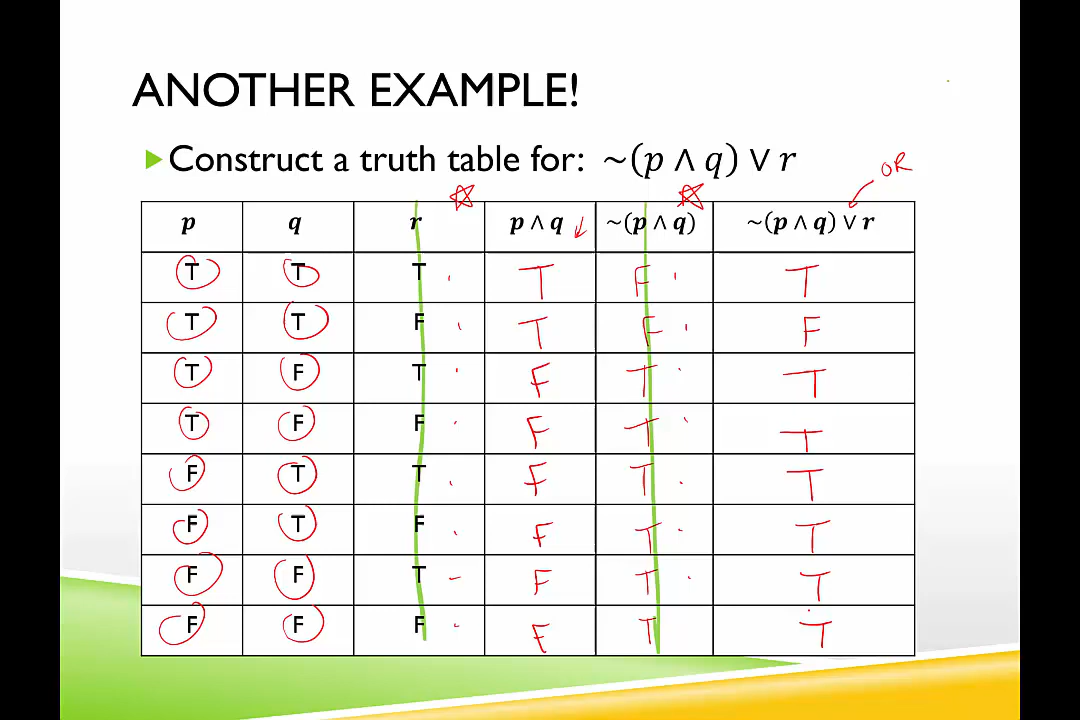 ANOTHER EXAMPLE!
Construct a truth table for: ~(p ∧ q) ∨ r
OR
p q r p ∧ q ~(p ∧ q) ~(p ∧ q) ∨ r
T T T T F T
T T F T F F
T F T F T T
T F F F T T
F T T F T T
F T F F T T
F F T F T T
F F F F T T